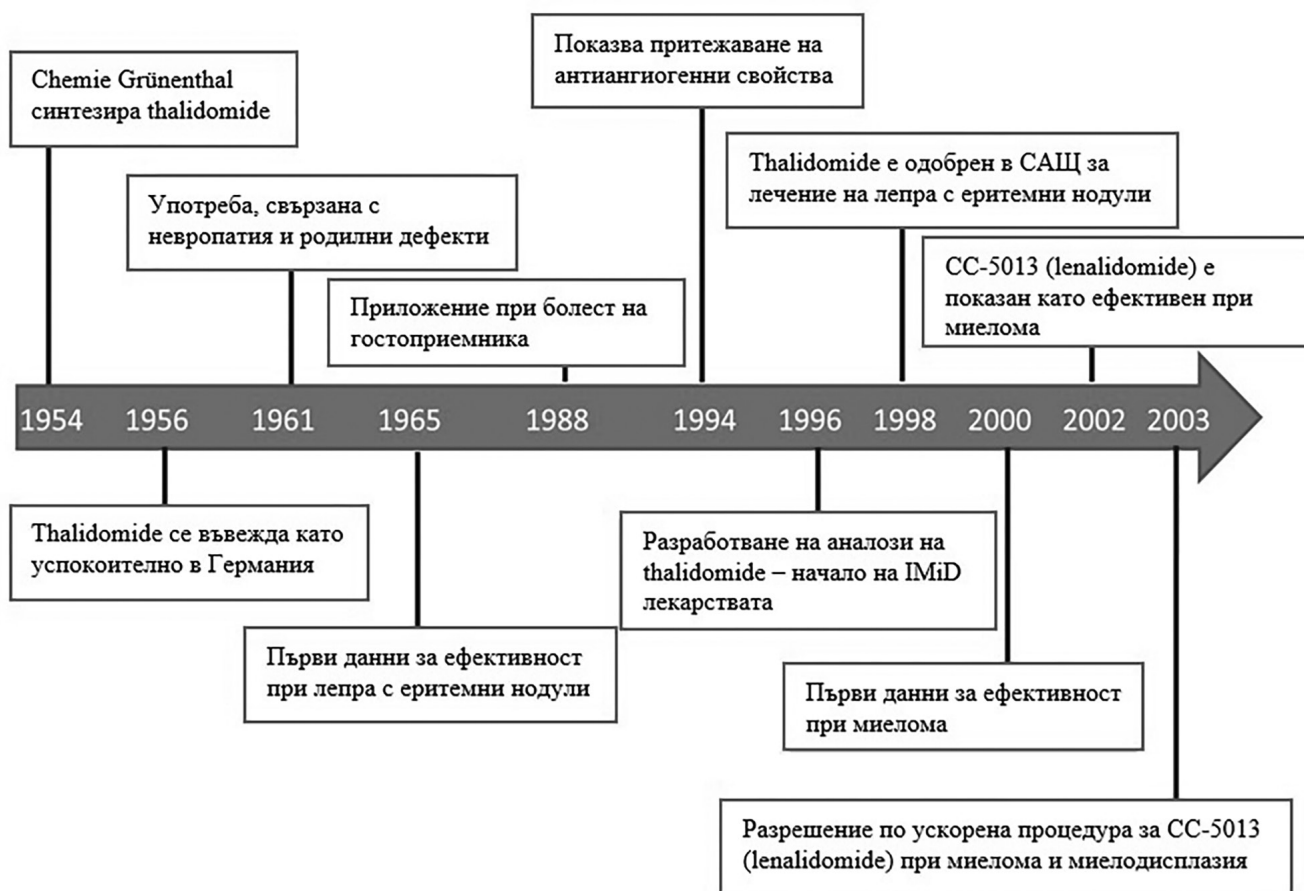 Chemie Grünenthal
синтезира thalidomide
Употреба, свързана с
невропатия и родилни дефекти
Приложение при болест на
гостоприемника
Показва притежаване на
антиангиогенни свойства
Thalidomide е одобрен в САЩ за
лечение на лепра с еритемни нодули
CC-5013 (lenalidomide) е
показан като ефективен при
миелома
1954 1956 1961 1965 1988 1994 1996 1998 2000 2002 2003
Thalidomide се въвежда като
успокоително в Германия
Първи данни за ефективност
при лепра с еритемни нодули
Разработване на аналози на
thalidomide – начало на IMiD
лекарствата
Първи данни за ефективност
при миелома
Разрешение по ускорена процедура за CC-5013
(lenalidomide) при миелома и миелодисплазия